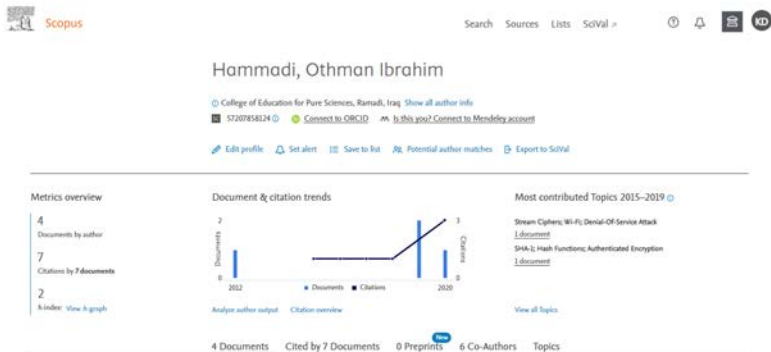 Scopus
Search Sources Lists SciVal ↗
KD
Hammadi, Othman Ibrahim
College of Education for Pure Sciences, Ramadi, Iraq Show all author info
57207858124
Connect to ORCID Is this you? Connect to Mendeley account
Edit profile Set alert Save to list Potential author matches Export to SciVal
Metrics overview
4
Documents by author
7
Citations by 7 documents
2
h-index: View h-graph
Document & citation trends
2
3
Documents
Citations
0
0
2012
2020
Documents Citations
Analyze author output Citation overview
Most contributed Topics 2015–2019
Stream Ciphers; Wi-Fi; Denial-Of-Service Attack
1 document
SHA-1; Hash Functions; Authenticated Encryption
1 document
View all Topics
New
4 Documents Cited by 7 Documents 0 Preprints 6 Co-Authors Topics